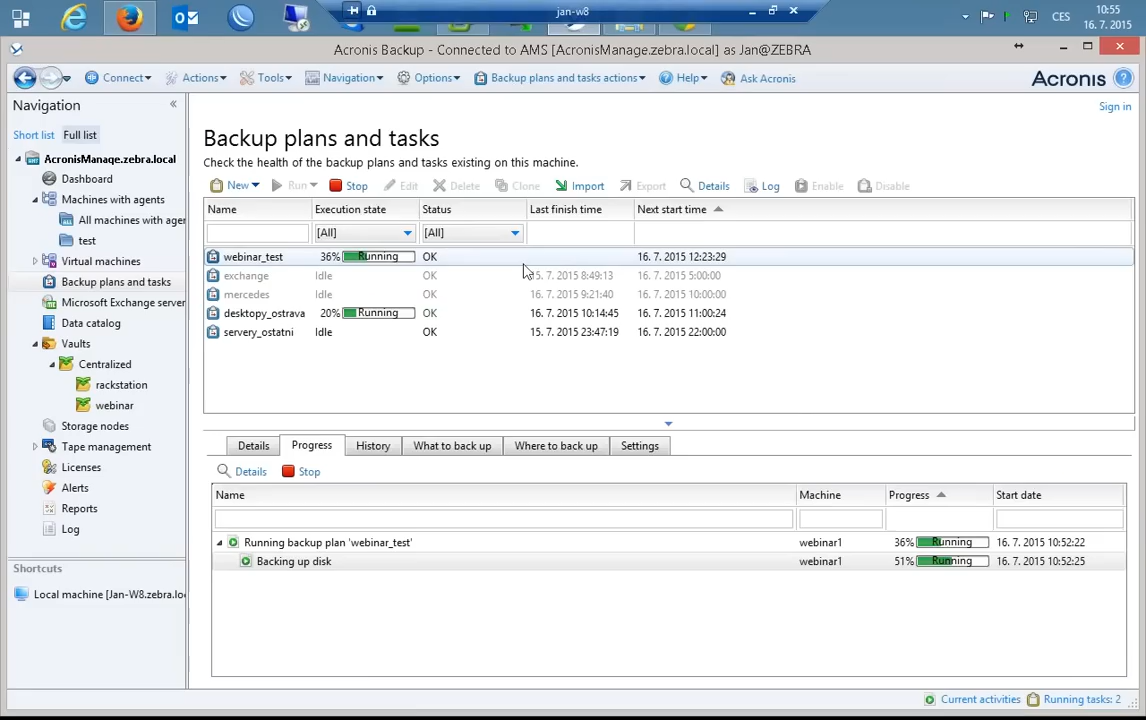 jan-w8
CES
10:55
16. 7. 2015
Acronis Backup - Connected to AMS [AcronisManage.zebra.local] as Jan@ZEBRA
Connect Actions Tools Navigation Options Backup plans and tasks actions Help Ask Acronis Acronis
Sign in
Navigation
Short list Full list
AcronisManage.zebra.local
Dashboard
Machines with agents
All machines with age
test
Virtual machines
Backup plans and tasks
Microsoft Exchange server
Data catalog
Vaults
Centralized
rackstation
webinar
Storage nodes
Tape management
Licenses
Alerts
Reports
Log
Shortcuts
Local machine [Jan-W8.zebra.lo
Backup plans and tasks
Check the health of the backup plans and tasks existing on this machine.
New Run Stop Edit Delete Clone Import Export Details Log Enable Disable
Name Execution state Status Last finish time Next start time
[All] [All]
webinar_test 36% Running OK 16. 7. 2015 12:23:29
exchange Idle OK 15. 7. 2015 8:49:13 16. 7. 2015 5:00:00
mercedes Idle OK 16. 7. 2015 9:21:40 16. 7. 2015 10:00:00
desktopy_ostrava 20% Running OK 16. 7. 2015 10:14:45 16. 7. 2015 11:00:24
servery_ostatni Idle OK 15. 7. 2015 23:47:19 16. 7. 2015 22:00:00
Details Progress History What to back up Where to back up Settings
Details Stop
Name Machine Progress Start date
Running backup plan 'webinar_test' webinar1 36% Running 16. 7. 2015 10:52:22
Backing up disk webinar1 51% Running 16. 7. 2015 10:52:25
Current activities Running tasks: 2